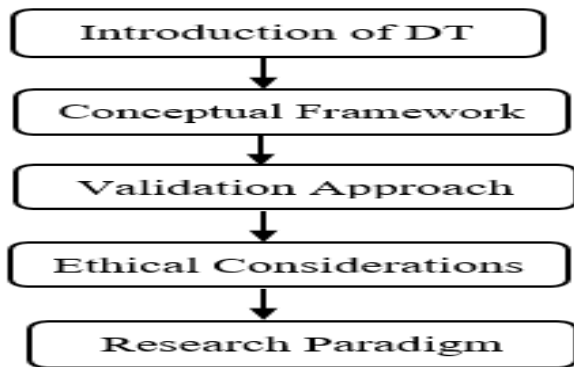 Introduction of DT
Conceptual Framework
Validation Approach
Ethical Considerations
Research Paradigm